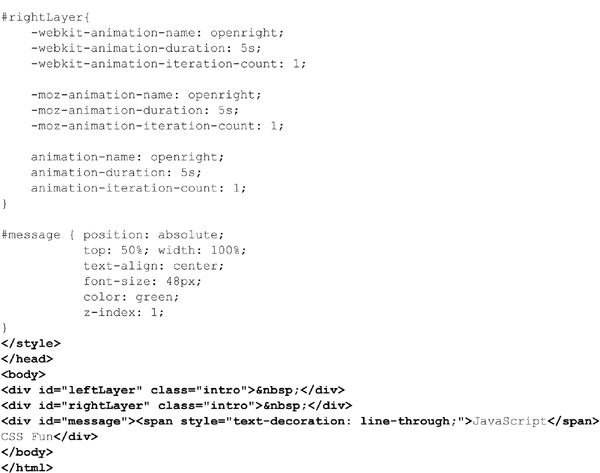 #rightLayer{
    -webkit-animation-name: openright;
    -webkit-animation-duration: 5s;
    -webkit-animation-iteration-count: 1;

    -moz-animation-name: openright;
    -moz-animation-duration: 5s;
    -moz-animation-iteration-count: 1;

    animation-name: openright;
    animation-duration: 5s;
    animation-iteration-count: 1;
}

#message { position: absolute;
           top: 50%; width: 100%;
           text-align: center;
           font-size: 48px;
           color: green;
           z-index: 1;
}
</style>
</head>
<body>
<div id="leftLayer" class="intro">&nbsp;</div>
<div id="rightLayer" class="intro">&nbsp;</div>
<div id="message"><span style="text-decoration: line-through;">JavaScript</span>
CSS Fun</div>
</body>
</html>